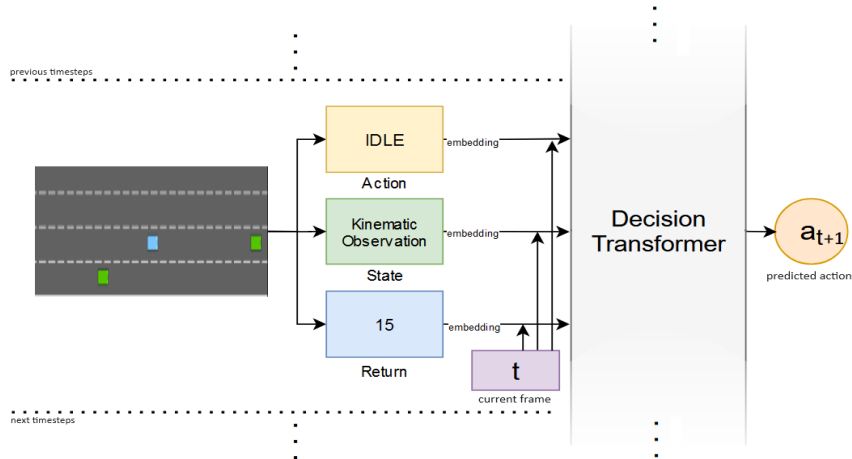 previous timesteps
IDLE
embedding
Action
Kinematic
Observation
embedding
State
15
embedding
Return
t
current frame
Decision
Transformer
a_{t+1}
predicted action
next timesteps